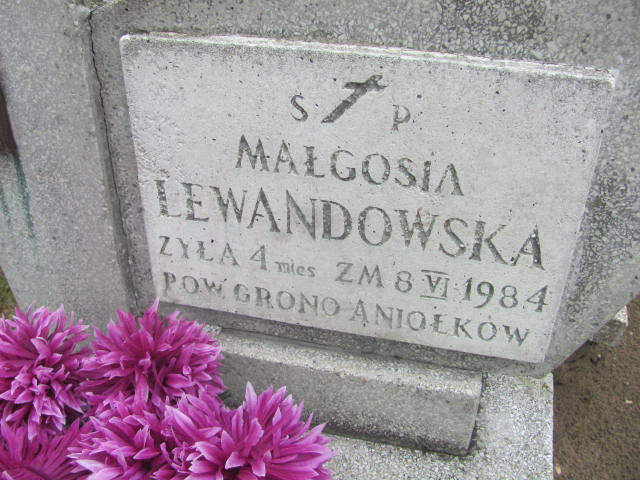 S P
MAŁGOSIA
LEWANDOWSKA
ŻYŁA 4 mies ZM 8 VI 1984
POW. GRONO ANIOŁKÓW